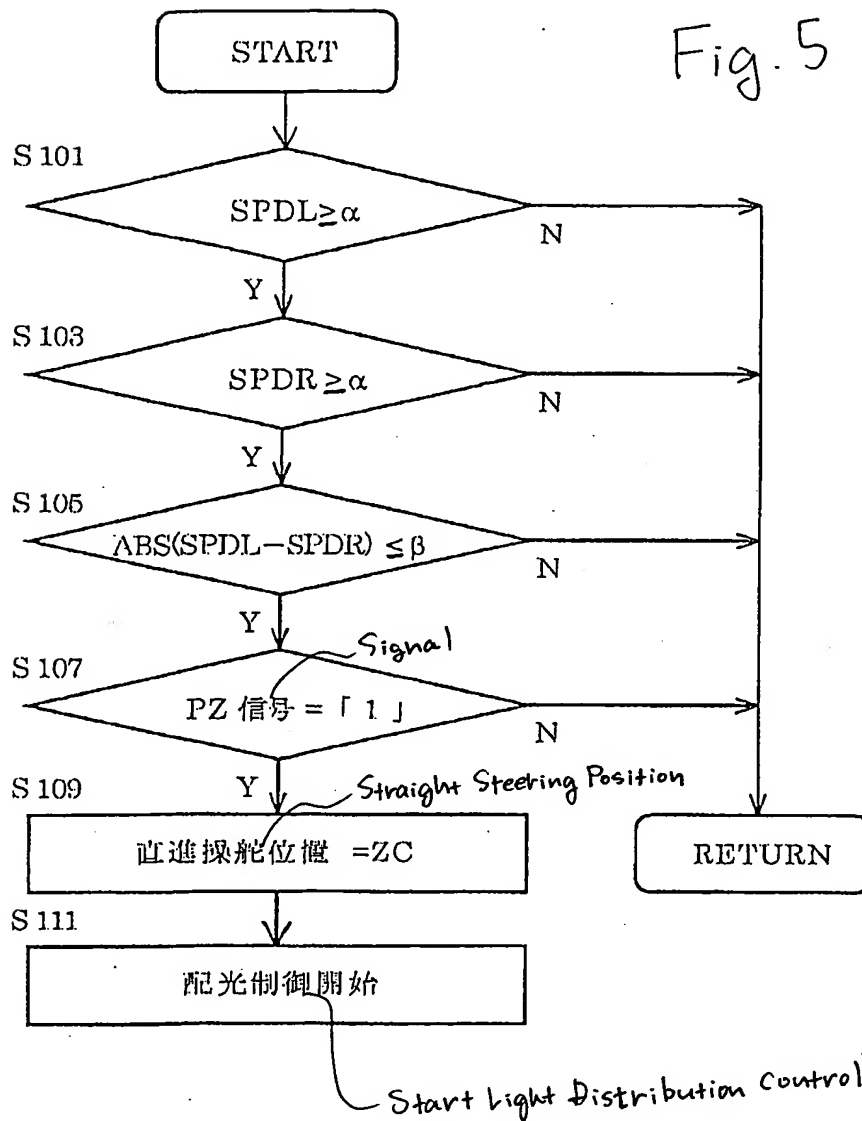 START
Fig. 5
S 101
SPDL≧α
N
Y
S 103
SPDR≧α
N
Y
S 105
ABS(SPDL−SPDR) ≦β
N
Y
Signal
S 107
PZ 信号 = 「 1 」
N
Y
S 109
Straight Steering Position
直進操舵位置 =ZC
RETURN
S 111
配光制御開始
Start Light Distribution Control